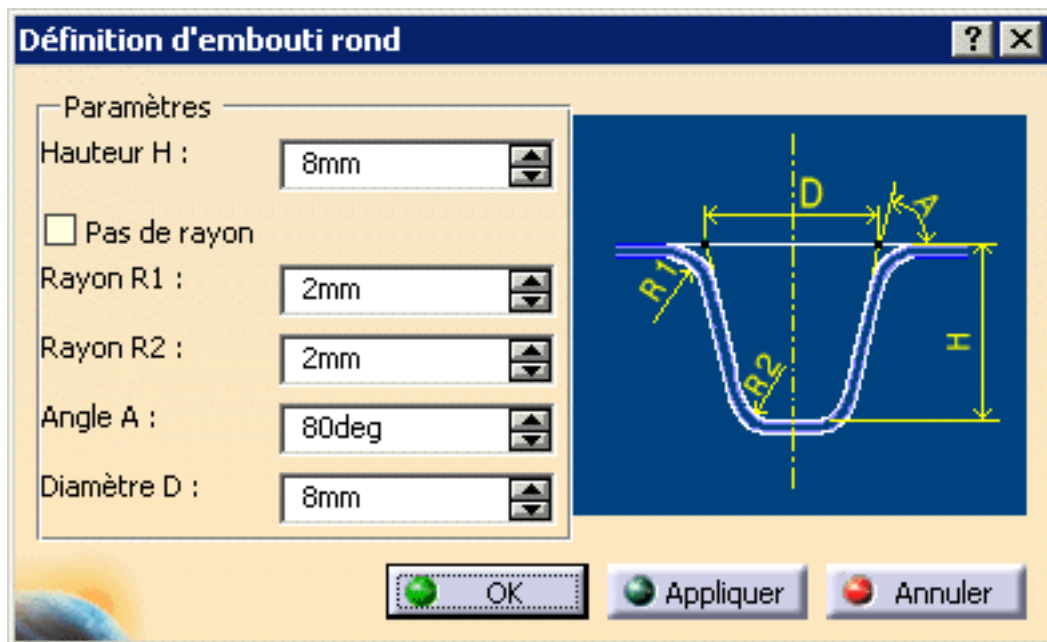 Définition d'embouti rond
Paramètres
Hauteur H : 8mm
Pas de rayon
Rayon R1 : 2mm
Rayon R2 : 2mm
Angle A : 80deg
Diamètre D : 8mm
D
A
R1
H
R2
OK Appliquer Annuler